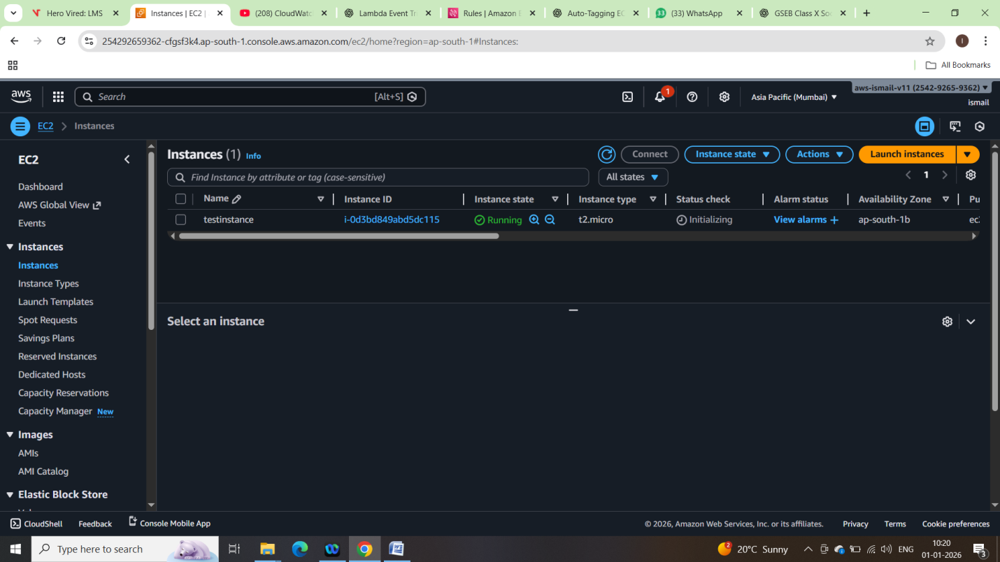 Hero Vired: LMS
Instances | EC2 |
(208) CloudWatc
Lambda Event Tr
Rules | Amazon E
Auto-Tagging EC
33 (33) WhatsApp
GSEB Class X So
254292659362-cfgsf3k4.ap-south-1.console.aws.amazon.com/ec2/home?region=ap-south-1#Instances:
I
All Bookmarks
aws
Search [Alt+S]
1
Asia Pacific (Mumbai)
aws-ismail-v11 (2542-9265-9362)
ismail
EC2 Instances
EC2
Dashboard
AWS Global View
Events
Instances
Instances
Instance Types
Launch Templates
Spot Requests
Savings Plans
Reserved Instances
Dedicated Hosts
Capacity Reservations
Capacity Manager New
Images
AMIs
AMI Catalog
Elastic Block Store
Instances (1) Info
Connect
Instance state
Actions
Launch instances
Find Instance by attribute or tag (case-sensitive)
All states
1
Name Instance ID Instance state Instance type Status check Alarm status Availability Zone Pu
testinstance i-0d3bd849abd5dc115 Running t2.micro Initializing View alarms + ap-south-1b ec2
Select an instance
CloudShell Feedback Console Mobile App
© 2026, Amazon Web Services, Inc. or its affiliates. Privacy Terms Cookie preferences
Type here to search
2
20°C Sunny
ENG
10:20
01-01-2026
3